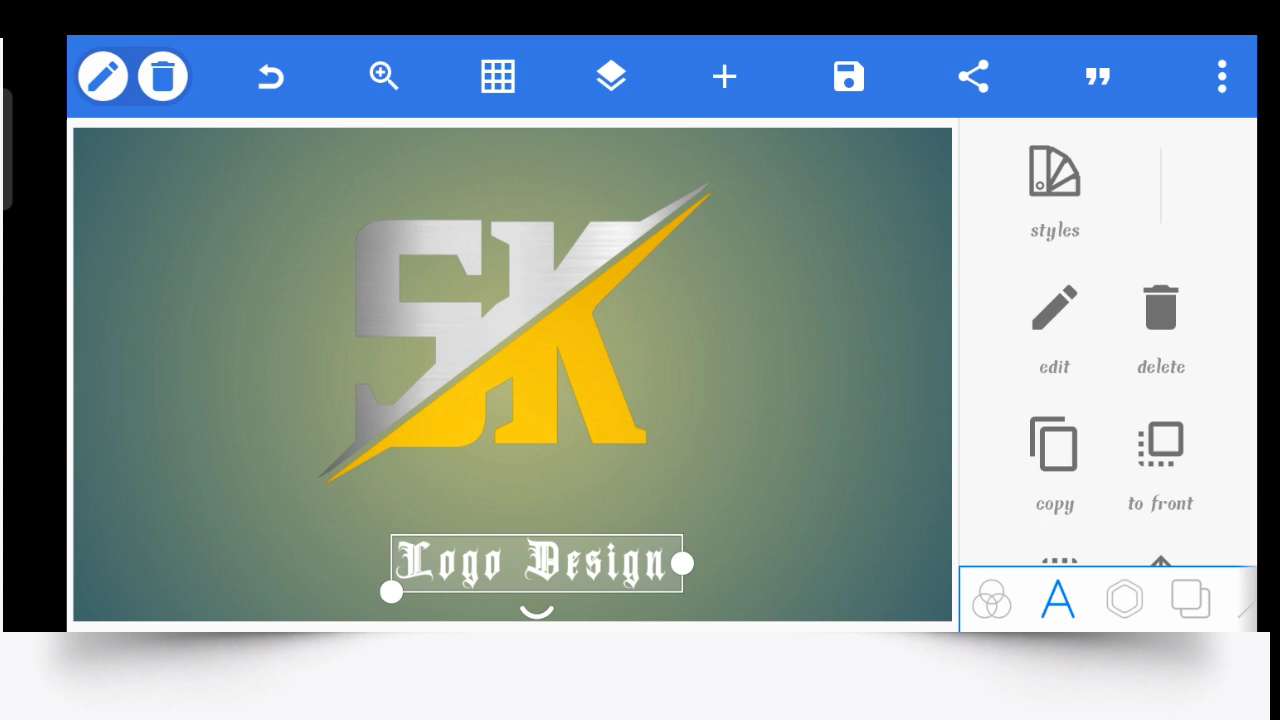 styles
SK
edit
delete
copy
to front
Logo Design